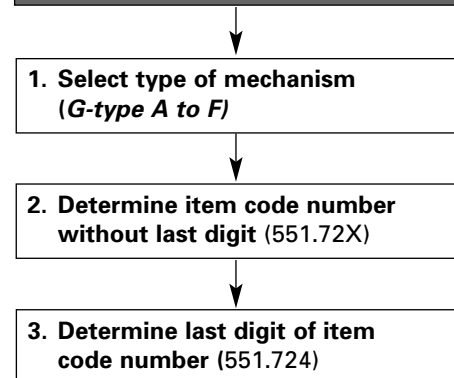 1. Select type of mechanism
(G-type A to F)
2. Determine item code number
without last digit (551.72X)
3. Determine last digit of item
code number (551.724)